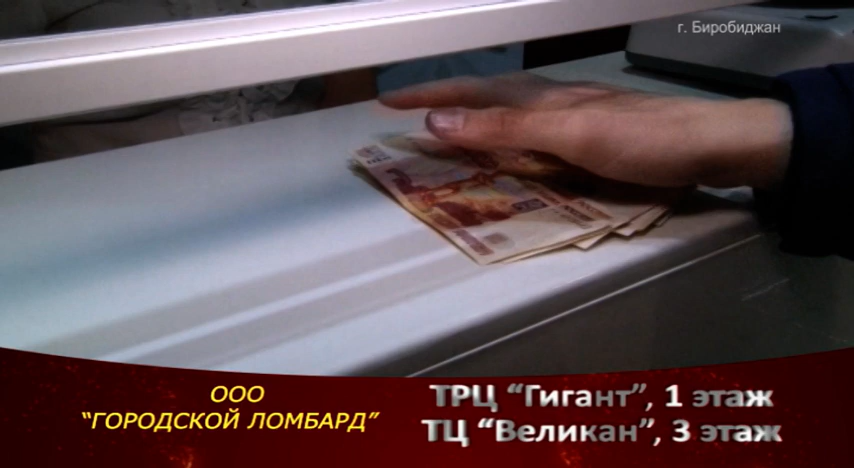 г. Биробиджан
ООО
“ГОРОДСКОЙ ЛОМБАРД”
ТРЦ “Гигант”, 1 этаж
ТЦ “Великан”, 3 этаж